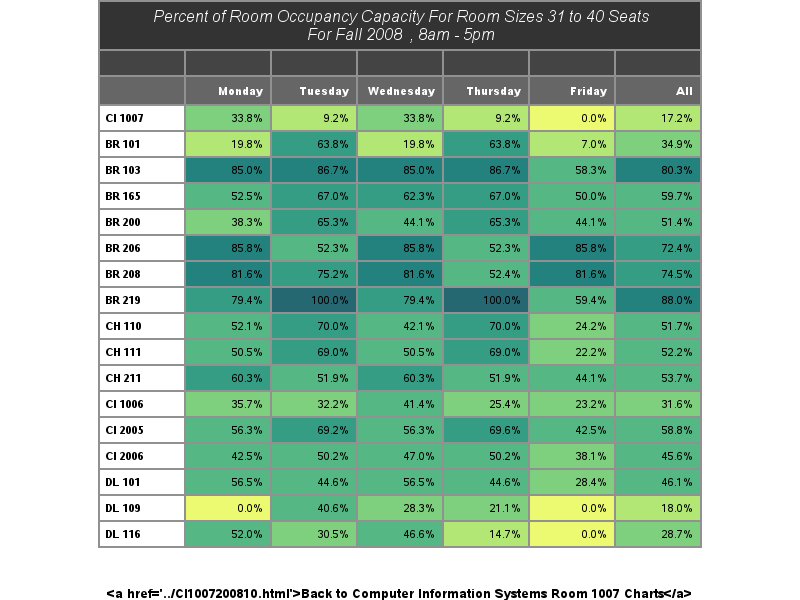 Percent of Room Occupancy Capacity For Room Sizes 31 to 40 Seats
For Fall 2008 , 8am - 5pm
Monday Tuesday Wednesday Thursday Friday All
CI 1007 33.8% 9.2% 33.8% 9.2% 0.0% 17.2%
BR 101 19.8% 63.8% 19.8% 63.8% 7.0% 34.9%
BR 103 85.0% 86.7% 85.0% 86.7% 58.3% 80.3%
BR 165 52.5% 67.0% 62.3% 67.0% 50.0% 59.7%
BR 200 38.3% 65.3% 44.1% 65.3% 44.1% 51.4%
BR 206 85.8% 52.3% 85.8% 52.3% 85.8% 72.4%
BR 208 81.6% 75.2% 81.6% 52.4% 81.6% 74.5%
BR 219 79.4% 100.0% 79.4% 100.0% 59.4% 88.0%
CH 110 52.1% 70.0% 42.1% 70.0% 24.2% 51.7%
CH 111 50.5% 69.0% 50.5% 69.0% 22.2% 52.2%
CH 211 60.3% 51.9% 60.3% 51.9% 44.1% 53.7%
CI 1006 35.7% 32.2% 41.4% 25.4% 23.2% 31.6%
CI 2005 56.3% 69.2% 56.3% 69.6% 42.5% 58.8%
CI 2006 42.5% 50.2% 47.0% 50.2% 38.1% 45.6%
DL 101 56.5% 44.6% 56.5% 44.6% 28.4% 46.1%
DL 109 0.0% 40.6% 28.3% 21.1% 0.0% 18.0%
DL 116 52.0% 30.5% 46.6% 14.7% 0.0% 28.7%
<a href='../CI1007200810.html'>Back to Computer Information Systems Room 1007 Charts</a>